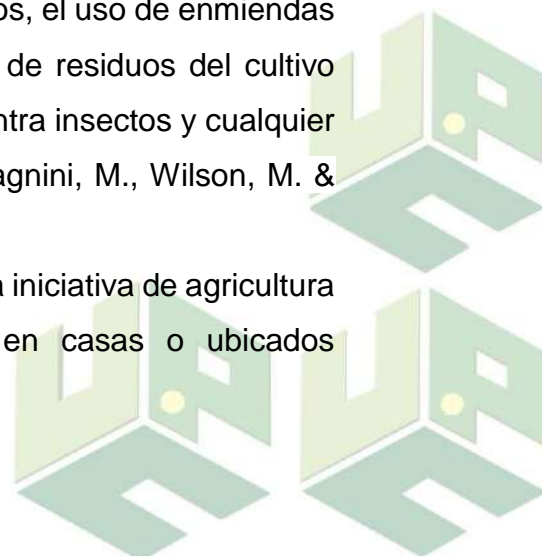 os, el uso de enmiendas
de residuos del cultivo
ntra insectos y cualquier
agnini, M., Wilson, M. &
a iniciativa de agricultura
en casas o ubicados